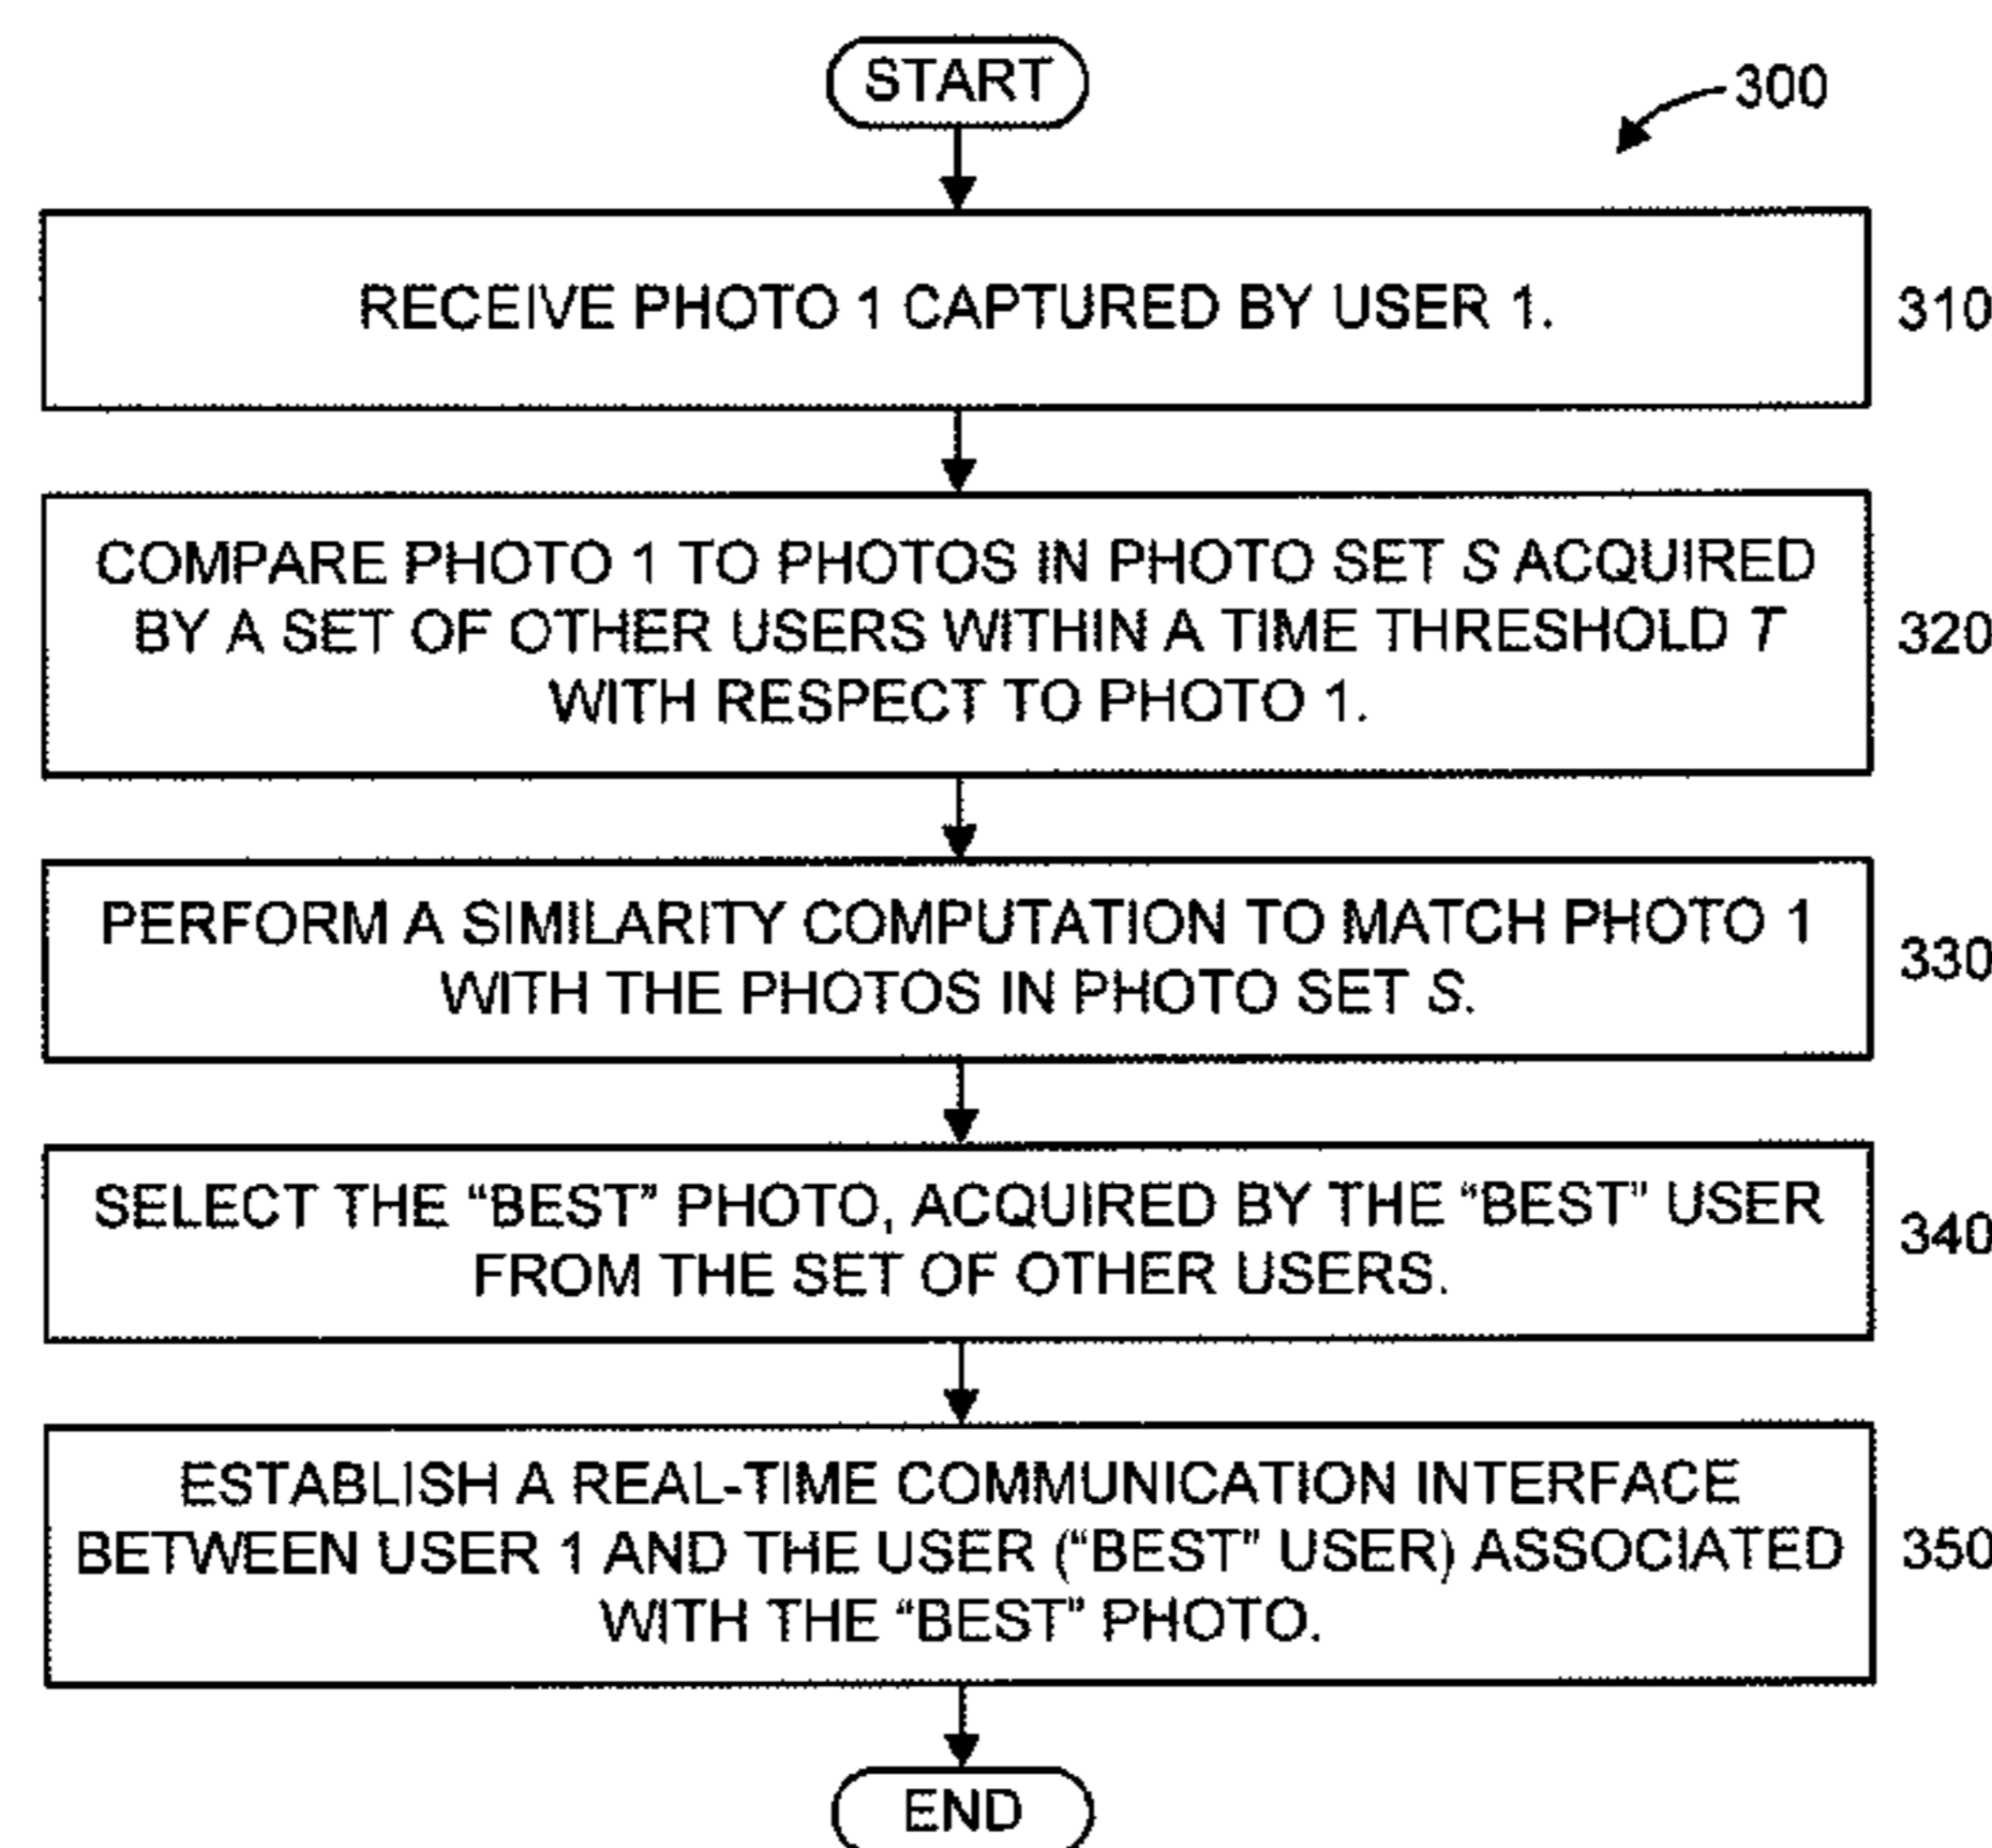 START
300
RECEIVE PHOTO 1 CAPTURED BY USER 1.
310
COMPARE PHOTO 1 TO PHOTOS IN PHOTO SET S ACQUIRED
BY A SET OF OTHER USERS WITHIN A TIME THRESHOLD T
WITH RESPECT TO PHOTO 1.
320
PERFORM A SIMILARITY COMPUTATION TO MATCH PHOTO 1
WITH THE PHOTOS IN PHOTO SET S.
330
SELECT THE “BEST” PHOTO, ACQUIRED BY THE “BEST” USER
FROM THE SET OF OTHER USERS.
340
ESTABLISH A REAL-TIME COMMUNICATION INTERFACE
BETWEEN USER 1 AND THE USER (“BEST” USER) ASSOCIATED
WITH THE “BEST” PHOTO.
350
END